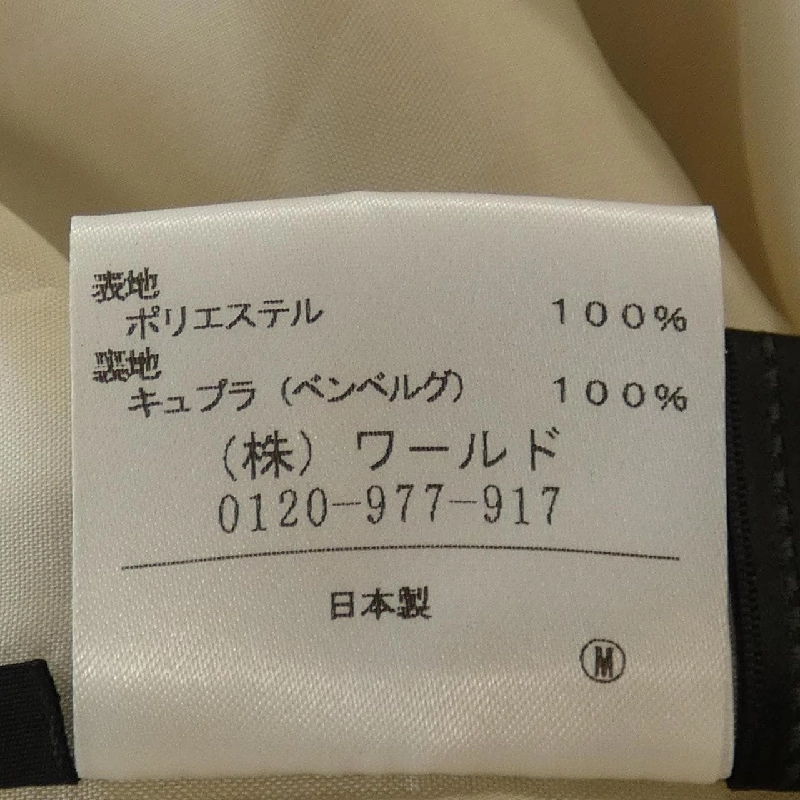 表地
ポリエステル 100%
裏地
キュプラ(ベンベルグ) 100%
(株)ワールド
0120-977-917
日本製
Ⓜ